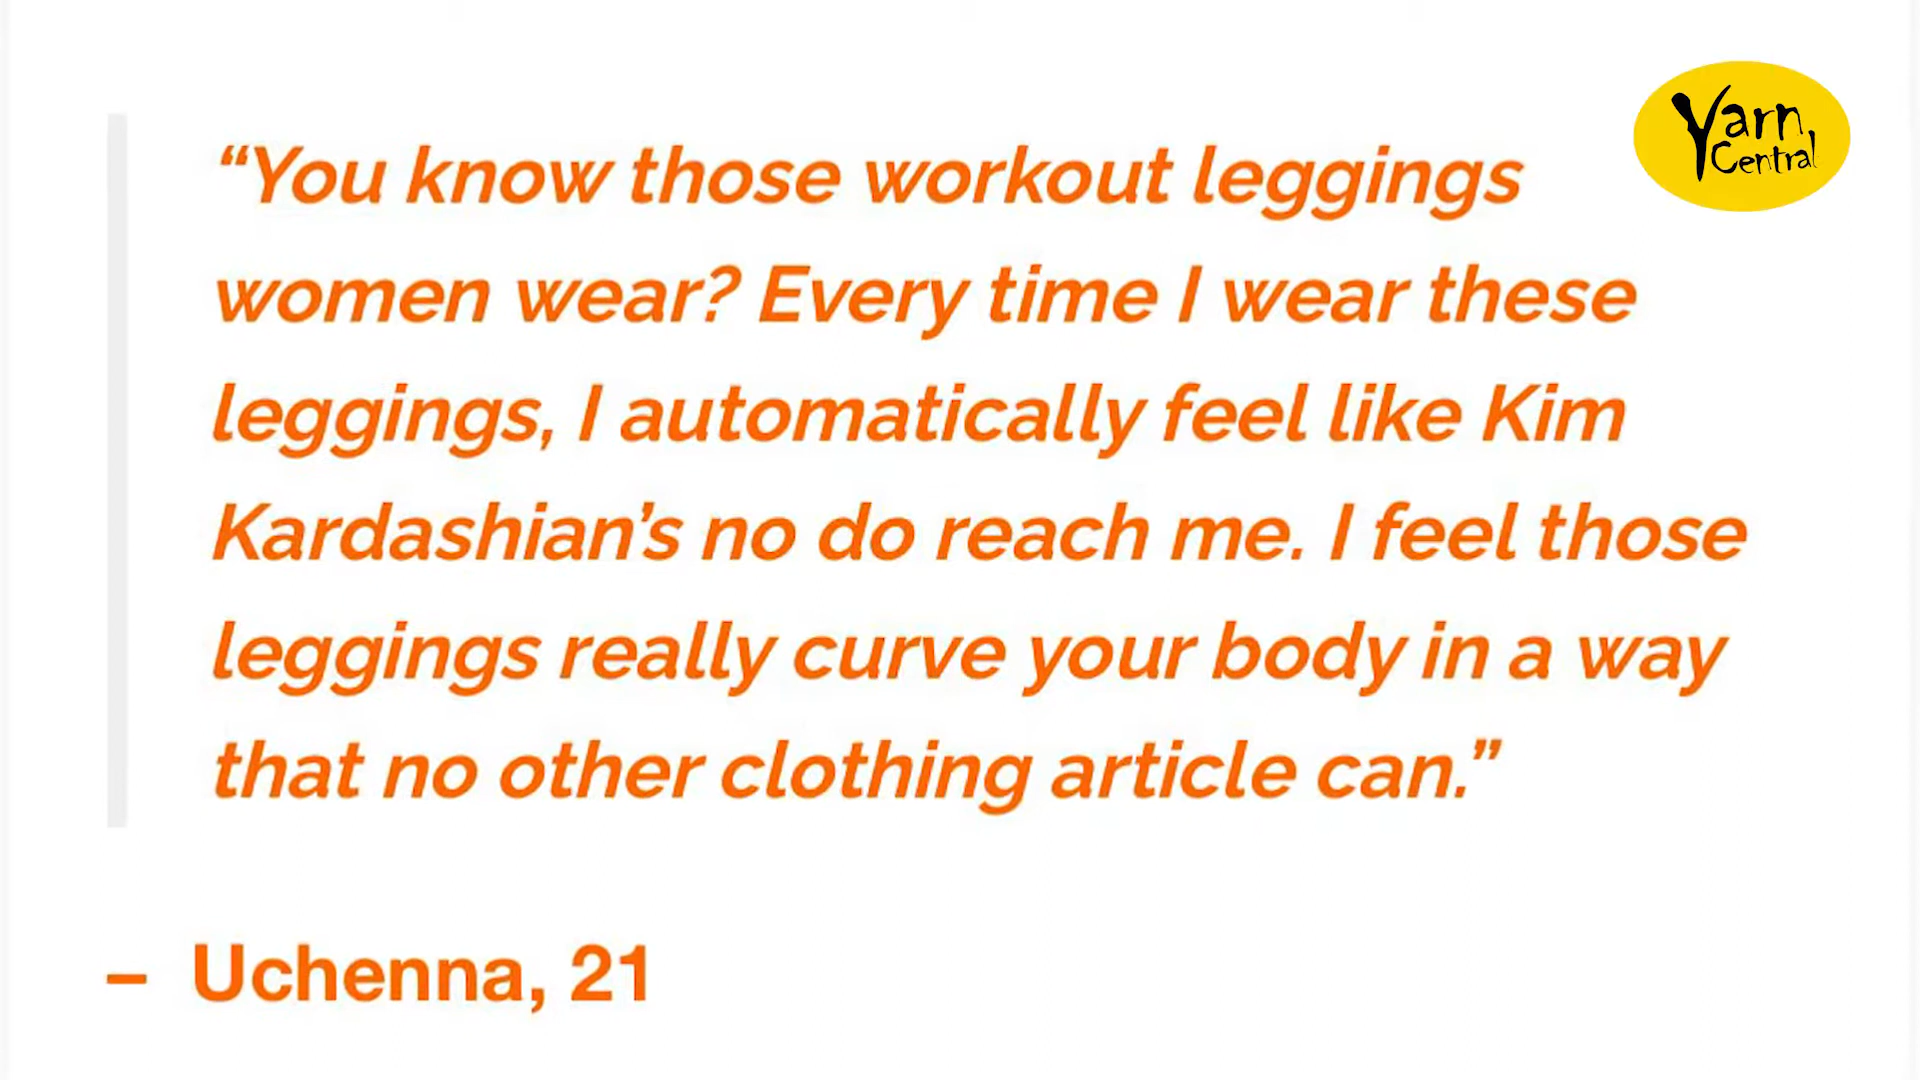 Yarn
Central
“You know those workout leggings
women wear? Every time I wear these
leggings, I automatically feel like Kim
Kardashian’s no do reach me. I feel those
leggings really curve your body in a way
that no other clothing article can.”
– Uchenna, 21